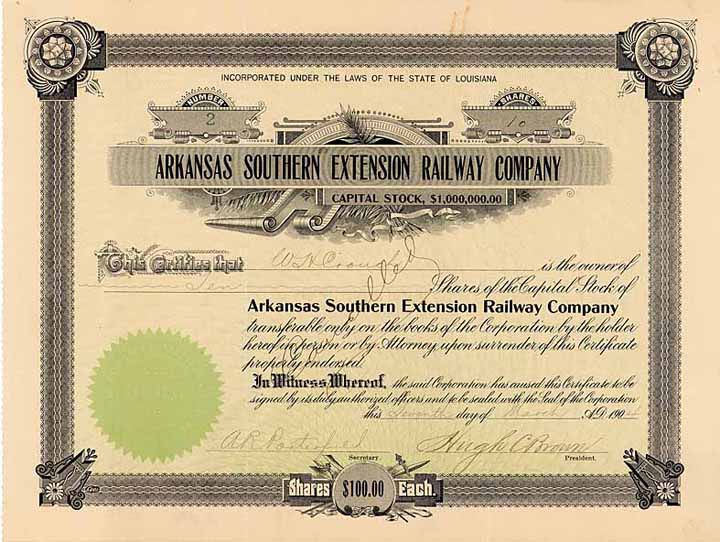 INCORPORATED UNDER THE LAWS OF THE STATE OF LOUISIANA
NUMBER
2
SHARES
10
ARKANSAS SOUTHERN EXTENSION RAILWAY COMPANY
CAPITAL STOCK, $1,000,000.00
This Certifies that W H is the owner of
Ten Shares of the Capital Stock of
Arkansas Southern Extension Railway Company
transferable only on the books of the Corporation by the holder
hereof in person or by Attorney, upon surrender of this Certificate
properly endorsed.
In Witness Whereof, the said Corporation has caused this Certificate to be
signed by its duly authorized officers and to be sealed with the Seal of the Corporation
this Seventh day of March A.D. 1904
Cancelled
A R Hugh C Brown
Secretary. President.
Shares $100.00 Each.